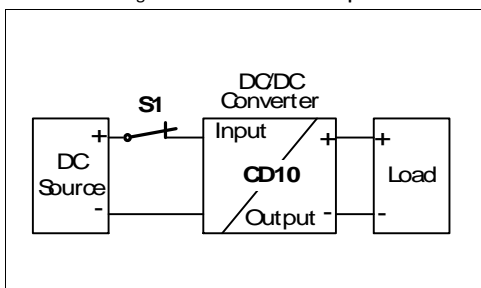 DC/DC
Converter
S1
Input
+ + +
DC
Source
CD10
Load
- Output - -